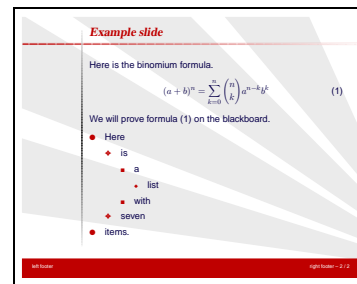 Example slide
Here is the binomium formula.
(a + b)^n = \sum_{k=0}^{n} \binom{n}{k} a^{n-k} b^k (1)
We will prove formula (1) on the blackboard.
Here
is
a
list
with
seven
items.
left footer right footer – 2 / 2